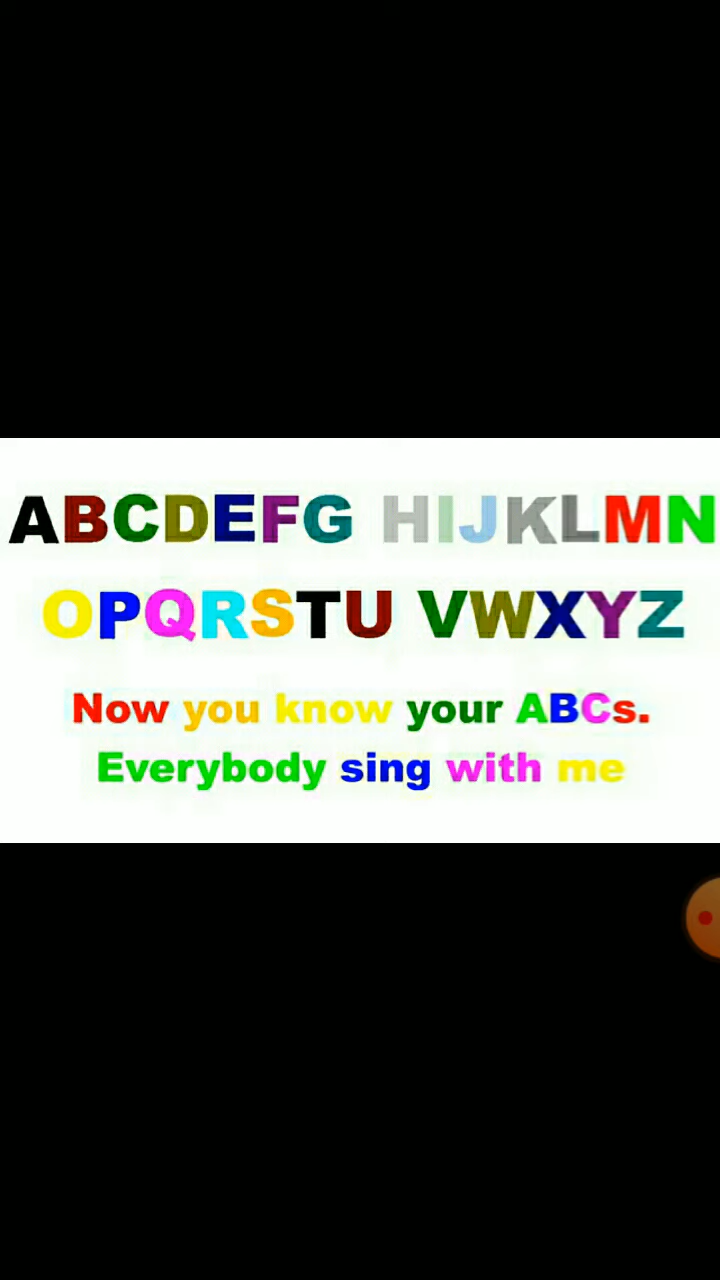 ABCDEFG HIJKLMN
OPQRSTU VWXYZ
Now you know your ABCs.
Everybody sing with me